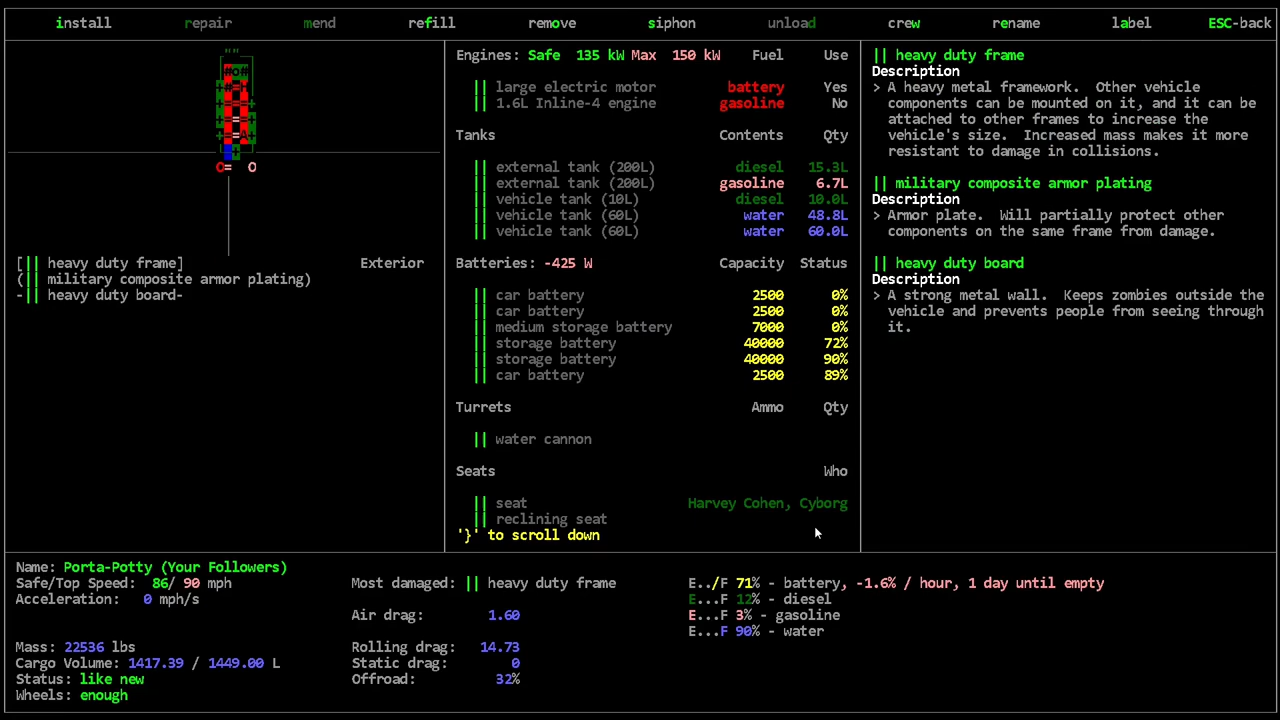 install repair mend refill remove siphon unload crew rename label ESC-back
Engines: Safe 135 kW Max 150 kW Fuel Use
|| large electric motor battery Yes
|| 1.6L Inline-4 engine gasoline No
Tanks Contents Qty
|| external tank (200L) diesel 15.3L
|| external tank (200L) gasoline 6.7L
|| vehicle tank (10L) diesel 10.0L
|| vehicle tank (60L) water 48.8L
|| vehicle tank (60L) water 60.0L
Batteries: -425 W Capacity Status
|| car battery 2500 0%
|| car battery 2500 0%
|| medium storage battery 7000 0%
|| storage battery 40000 72%
|| storage battery 40000 90%
|| car battery 2500 89%
Turrets Ammo Qty
|| water cannon
Seats Who
|| seat Harvey Cohen, Cyborg
|| reclining seat
'}' to scroll down
[|| heavy duty frame] Exterior
(|| military composite armor plating)
-|| heavy duty board-
|| heavy duty frame
Description
> A heavy metal framework. Other vehicle
components can be mounted on it, and it can be
attached to other frames to increase the
vehicle's size. Increased mass makes it more
resistant to damage in collisions.
|| military composite armor plating
Description
> Armor plate. Will partially protect other
components on the same frame from damage.
|| heavy duty board
Description
> A strong metal wall. Keeps zombies outside the
vehicle and prevents people from seeing through
it.
Name: Porta-Potty (Your Followers)
Safe/Top Speed: 86/ 90 mph
Acceleration: 0 mph/s
Mass: 22536 lbs
Cargo Volume: 1417.39 / 1449.00 L
Status: like new
Wheels: enough
Most damaged: || heavy duty frame
Air drag: 1.60
Rolling drag: 14.73
Static drag: 0
Offroad: 32%
E../F 71% - battery, -1.6% / hour, 1 day until empty
E...F 12% - diesel
E...F 3% - gasoline
E...F 90% - water